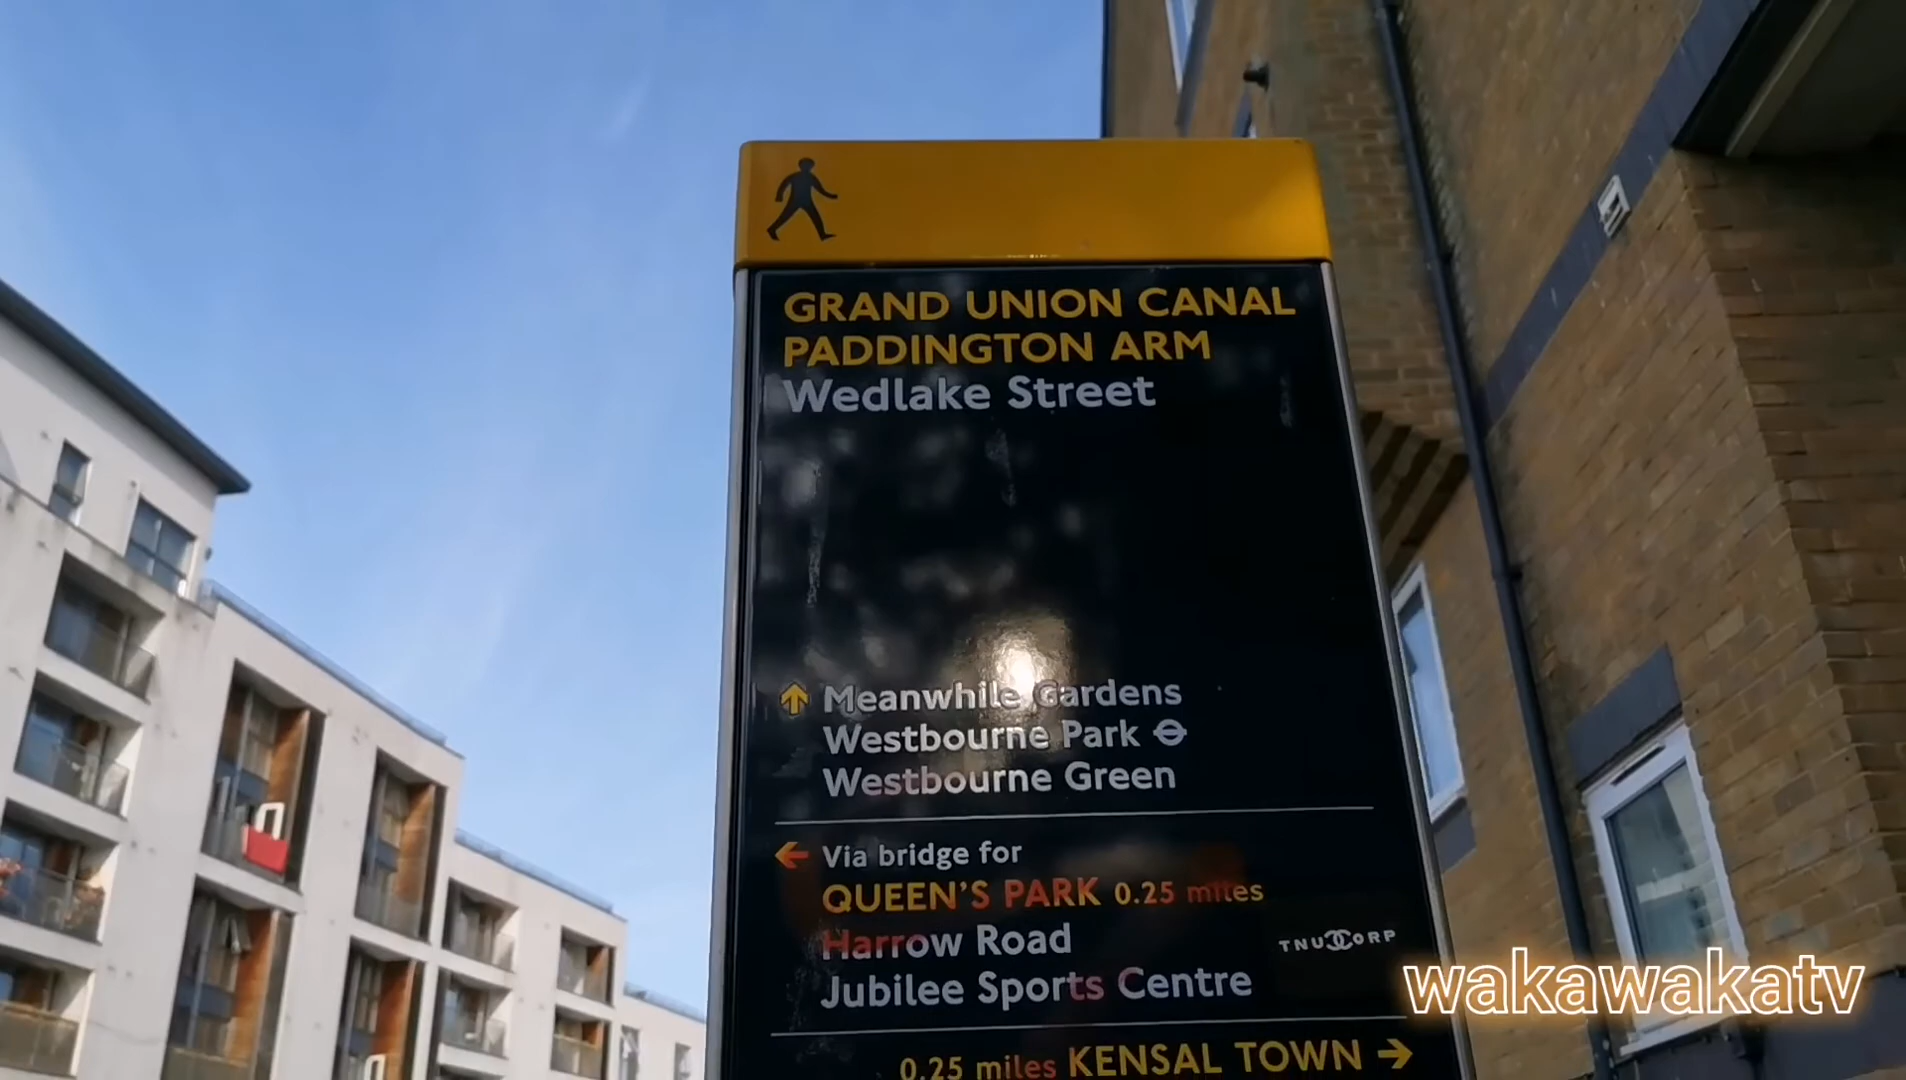 GRAND UNION CANAL
PADDINGTON ARM
Wedlake Street
Meanwhile Gardens
Westbourne Park
Westbourne Green
Via bridge for
QUEEN'S PARK 0.25 miles
Harrow Road
Jubilee Sports Centre
TNUCCORP
wakawakatv
0.25 miles KENSAL TOWN